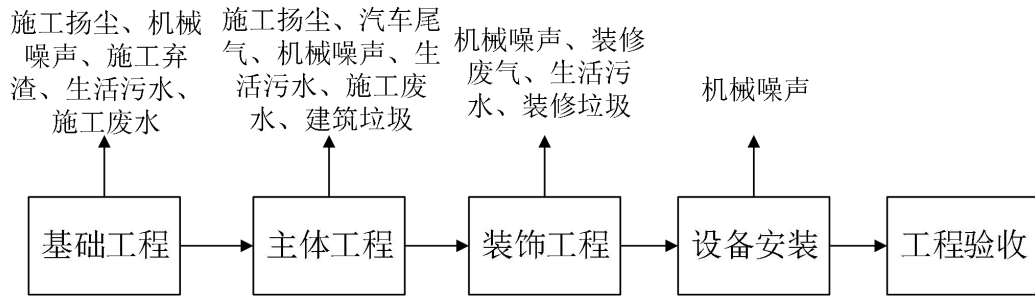 施工扬尘、机械
噪声、施工弃
渣、生活污水、
施工废水
施工扬尘、汽车尾
气、机械噪声、生
活污水、施工废
水、建筑垃圾
机械噪声、装修
废气、生活污
水、装修垃圾
机械噪声
基础工程
主体工程
装饰工程
设备安装
工程验收